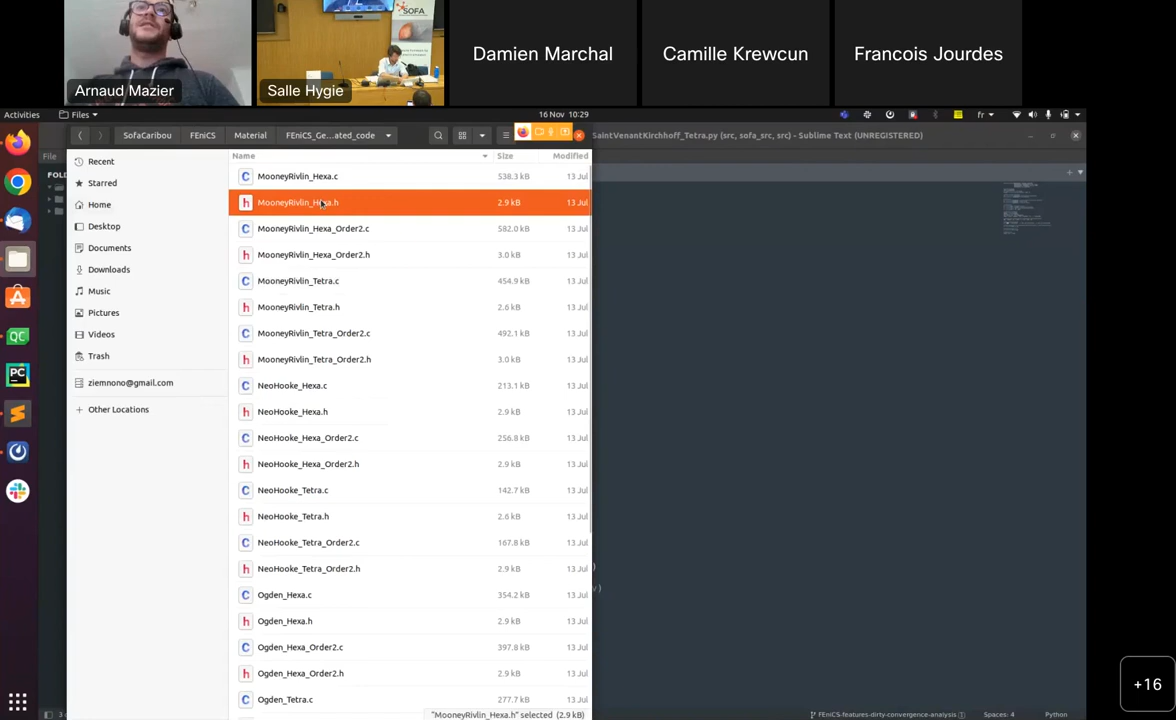 SOFA
Arnaud Mazier
Salle Hygie
Damien Marchal
Camille Krewcun
Francois Jourdes
Activities
Files
16 Nov 10:29
fr
SofaCaribou
FEniCS
Material
FEniCS_Ge...ated_code
SaintVenantKirchhoff_Tetra.py (src, sofa_src, src) - Sublime Text (UNREGISTERED)
File
FOLD
Recent
Starred
Home
Desktop
Documents
Downloads
Music
Pictures
Videos
Trash
ziemnono@gmail.com
+ Other Locations
Name Size Modified
MooneyRivlin_Hexa.c 538.3 kB 13 Jul
MooneyRivlin_Hexa.h 2.9 kB 13 Jul
MooneyRivlin_Hexa_Order2.c 582.0 kB 13 Jul
MooneyRivlin_Hexa_Order2.h 3.0 kB 13 Jul
MooneyRivlin_Tetra.c 454.9 kB 13 Jul
MooneyRivlin_Tetra.h 2.6 kB 13 Jul
MooneyRivlin_Tetra_Order2.c 492.1 kB 13 Jul
MooneyRivlin_Tetra_Order2.h 3.0 kB 13 Jul
NeoHooke_Hexa.c 213.1 kB 13 Jul
NeoHooke_Hexa.h 2.9 kB 13 Jul
NeoHooke_Hexa_Order2.c 256.8 kB 13 Jul
NeoHooke_Hexa_Order2.h 2.9 kB 13 Jul
NeoHooke_Tetra.c 142.7 kB 13 Jul
NeoHooke_Tetra.h 2.6 kB 13 Jul
NeoHooke_Tetra_Order2.c 167.8 kB 13 Jul
NeoHooke_Tetra_Order2.h 2.9 kB 13 Jul
Ogden_Hexa.c 354.2 kB 13 Jul
Ogden_Hexa.h 2.9 kB 13 Jul
Ogden_Hexa_Order2.c 397.8 kB 13 Jul
Ogden_Hexa_Order2.h 2.9 kB 13 Jul
Ogden_Tetra.c 277.7 kB 13 Jul
"MooneyRivlin_Hexa.h" selected (2.9 kB)
FEniCS-features-dirty-convergence-analysis
Spaces: 4
Python
+16